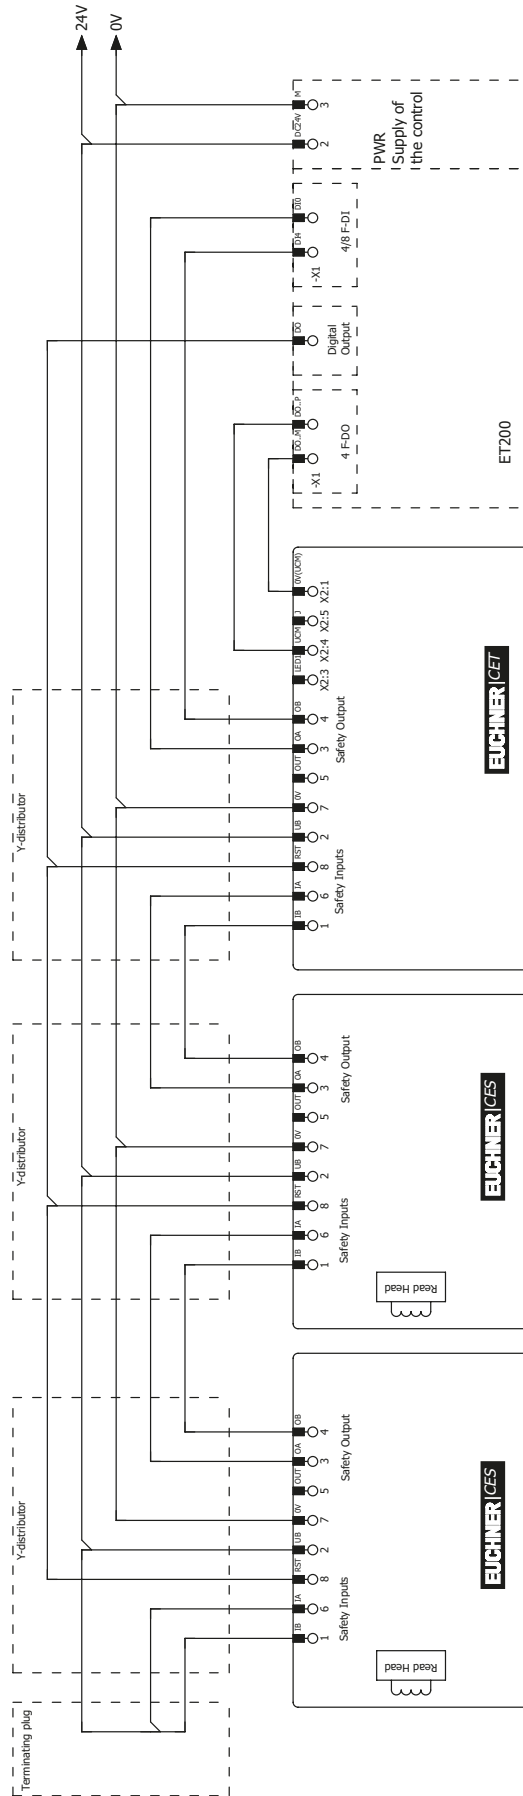 24V
0V
M
3
DC24V
2
PWR
Supply of
the control
DI0
DI4
-X1
4/8 F-DI
DO
Digital
Output
DO..P
DO..M
-X1
4 F-DO
ET200
0V(UCM)
X2:1
J
X2:5
UCM
X2:4
LED1
X2:3
OB
4
OA
3
Safety Output
OUT
5
0V
7
UB
2
RST
8
IA
6
Safety Inputs
IB
1
Y-distributor
EUCHNER|CET
OB
4
OA
3
Safety Output
OUT
5
0V
7
UB
2
RST
8
IA
6
Safety Inputs
IB
1
Y-distributor
EUCHNER|CES
Read Head
OB
4
OA
3
Safety Output
OUT
5
0V
7
UB
2
RST
8
IA
6
Safety Inputs
IB
1
Y-distributor
EUCHNER|CES
Read Head
Terminating plug